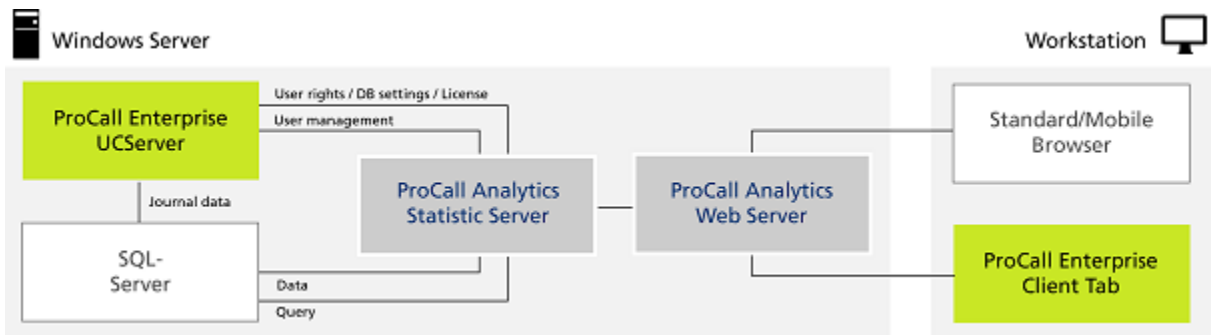 Windows Server
Workstation
ProCall Enterprise
UCServer
User rights / DB settings / License
User management
Journal data
SQL-
Server
Data
Query
ProCall Analytics
Statistic Server
ProCall Analytics
Web Server
Standard/Mobile
Browser
ProCall Enterprise
Client Tab